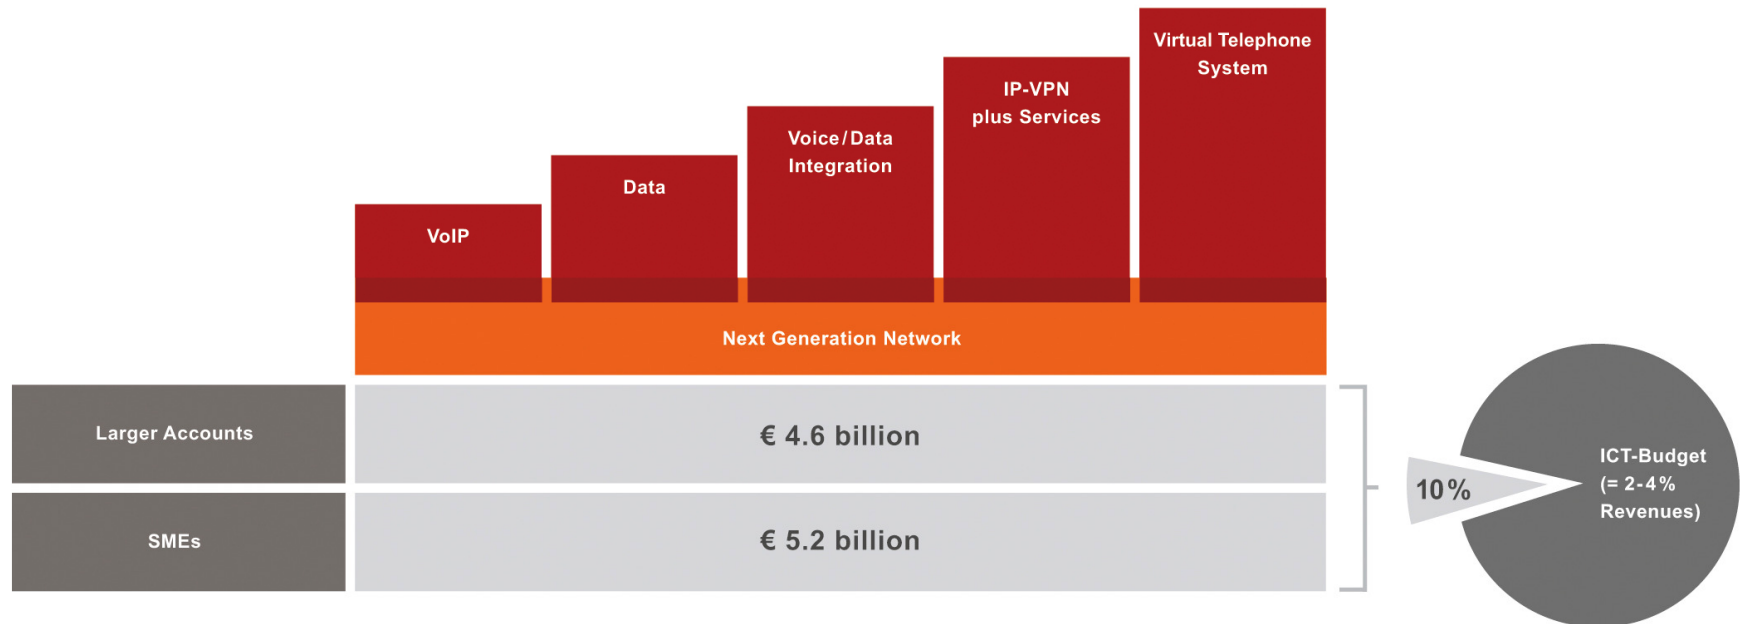 Virtual Telephone
System
IP-VPN
plus Services
Voice/Data
Integration
Data
VoIP
Next Generation Network
Larger Accounts
€ 4.6 billion
SMEs
€ 5.2 billion
10%
ICT-Budget
(= 2-4%
Revenues)